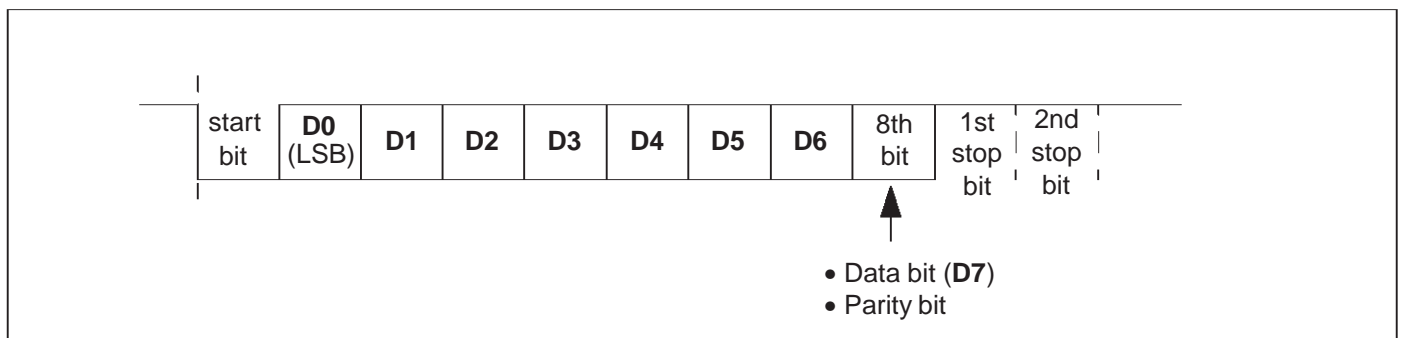 start
bit
D0
(LSB)
D1
D2
D3
D4
D5
D6
8th
bit
1st
stop
bit
2nd
stop
bit
• Data bit (D7)
• Parity bit